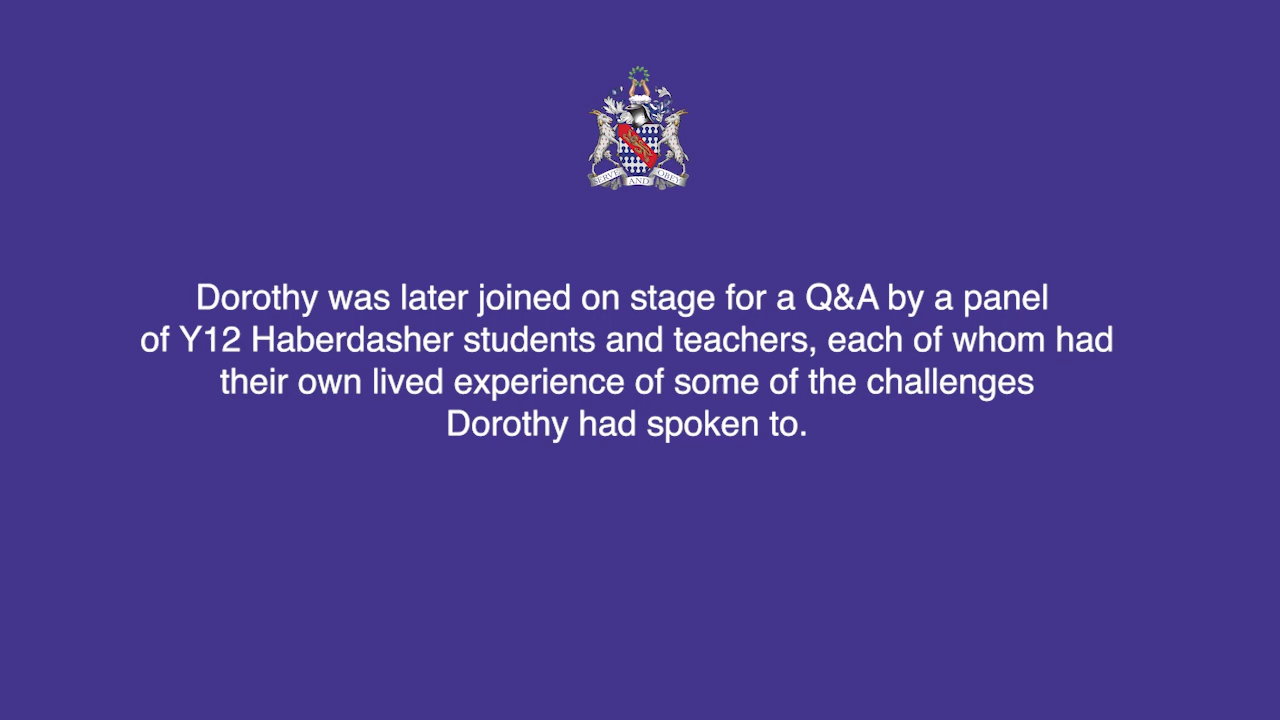 SERVE AND OBEY
Dorothy was later joined on stage for a Q&A by a panel
of Y12 Haberdasher students and teachers, each of whom had
their own lived experience of some of the challenges
Dorothy had spoken to.